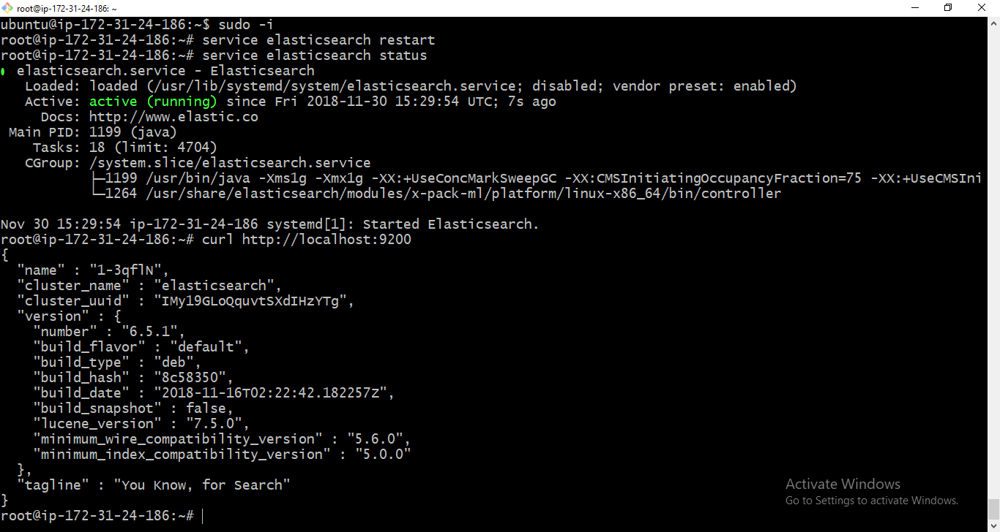 root@ip-172-31-24-186: ~
ubuntu@ip-172-31-24-186:~$ sudo -i
root@ip-172-31-24-186:~# service elasticsearch restart
root@ip-172-31-24-186:~# service elasticsearch status
elasticsearch.service - Elasticsearch
Loaded: loaded (/usr/lib/systemd/system/elasticsearch.service; disabled; vendor preset: enabled)
Active: active (running) since Fri 2018-11-30 15:29:54 UTC; 7s ago
Docs: http://www.elastic.co
Main PID: 1199 (java)
Tasks: 18 (limit: 4704)
CGroup: /system.slice/elasticsearch.service
├─1199 /usr/bin/java -Xms1g -Xmx1g -XX:+UseConcMarkSweepGC -XX:CMSInitiatingOccupancyFraction=75 -XX:+UseCMSIni
└─1264 /usr/share/elasticsearch/modules/x-pack-ml/platform/linux-x86_64/bin/controller
Nov 30 15:29:54 ip-172-31-24-186 systemd[1]: Started Elasticsearch.
root@ip-172-31-24-186:~# curl http://localhost:9200
{
"name" : "1-3qflN",
"cluster_name" : "elasticsearch",
"cluster_uuid" : "IMy19GLoQquvtSXdIHzYTg",
"version" : {
"number" : "6.5.1",
"build_flavor" : "default",
"build_type" : "deb",
"build_hash" : "8c58350",
"build_date" : "2018-11-16T02:22:42.182257Z",
"build_snapshot" : false,
"lucene_version" : "7.5.0",
"minimum_wire_compatibility_version" : "5.6.0",
"minimum_index_compatibility_version" : "5.0.0"
},
"tagline" : "You Know, for Search"
}
root@ip-172-31-24-186:~#
Activate Windows
Go to Settings to activate Windows.